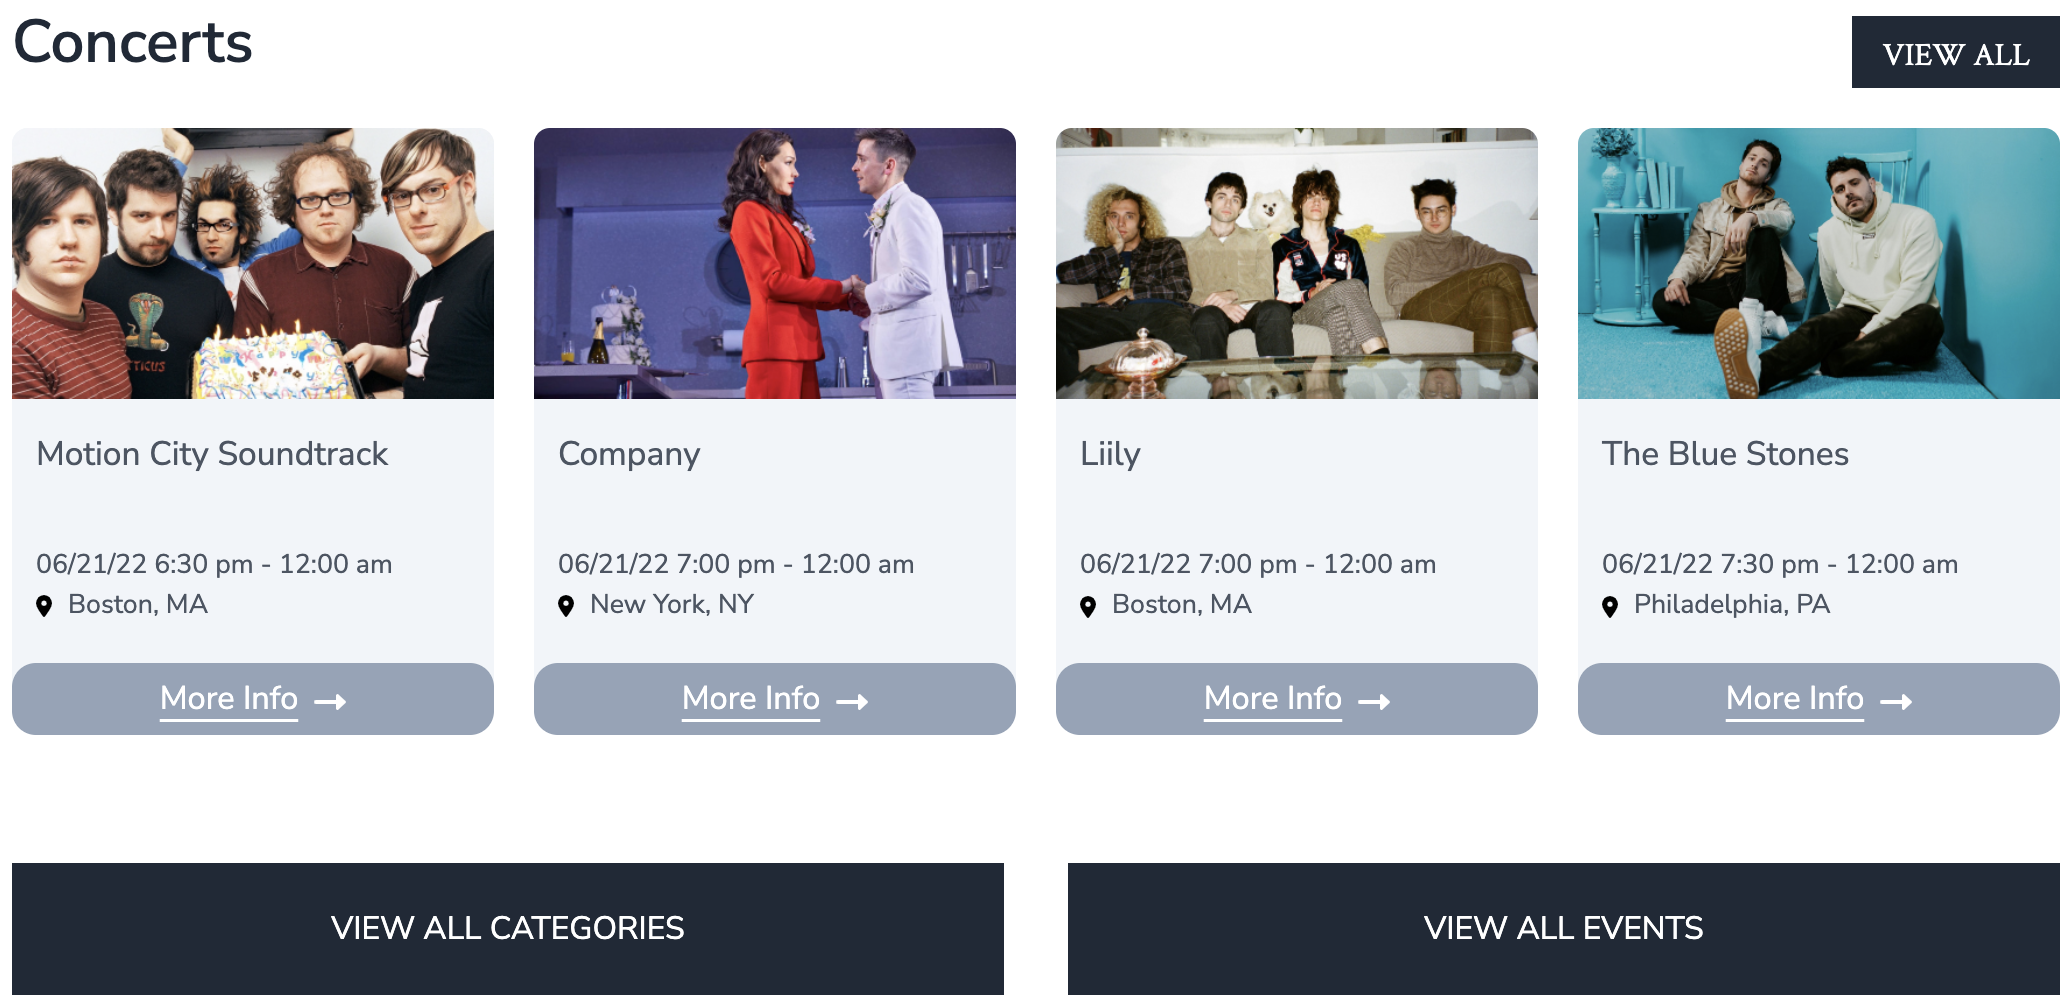 Concerts
VIEW ALL
Motion City Soundtrack
06/21/22 6:30 pm - 12:00 am
Boston, MA
More Info
Company
06/21/22 7:00 pm - 12:00 am
New York, NY
More Info
Liily
06/21/22 7:00 pm - 12:00 am
Boston, MA
More Info
The Blue Stones
06/21/22 7:30 pm - 12:00 am
Philadelphia, PA
More Info
VIEW ALL CATEGORIES
VIEW ALL EVENTS